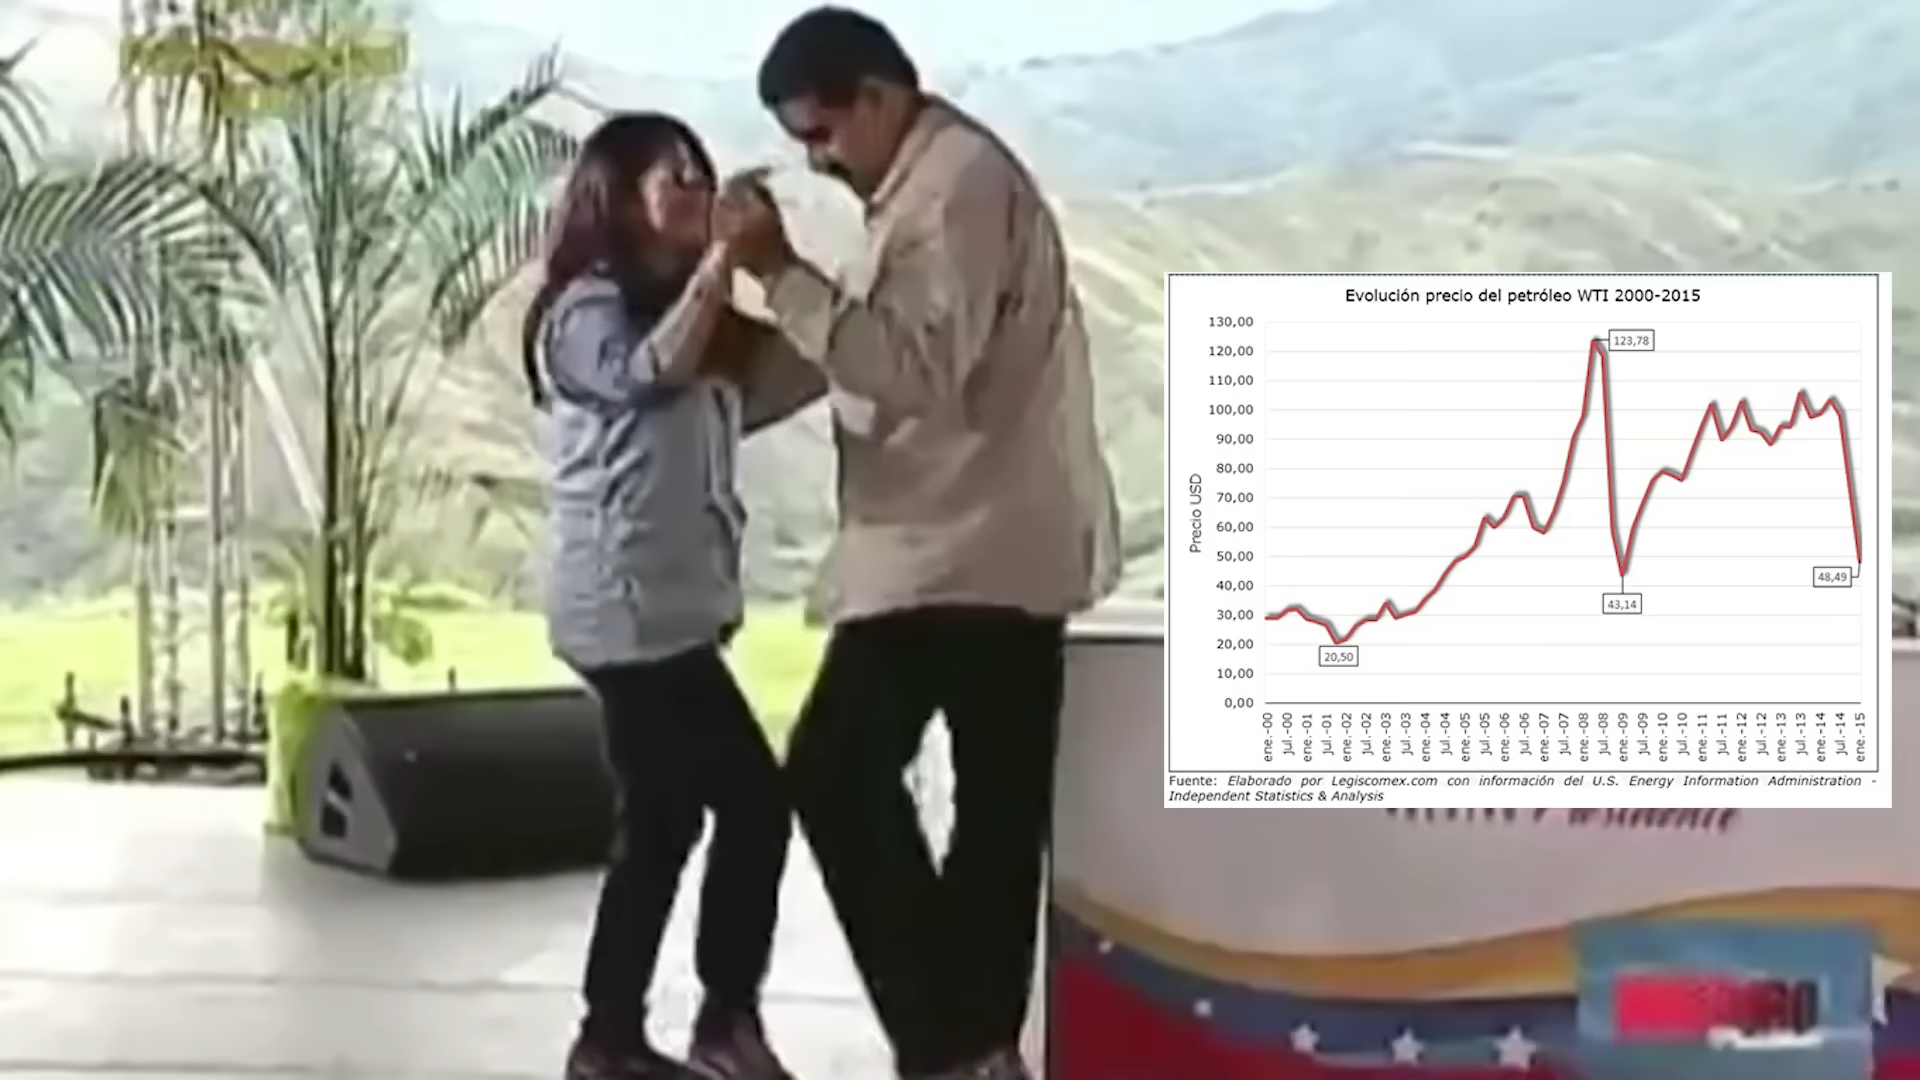 Evolución precio del petróleo WTI 2000-2015
130,00
120,00
110,00
100,00
90,00
80,00
70,00
60,00
50,00
40,00
30,00
20,00
10,00
0,00
Precio USD
123,78
43,14
48,49
20,50
ene.-00
jul.-00
ene.-01
jul.-01
ene.-02
jul.-02
ene.-03
jul.-03
jul.-04
ene.-05
jul.-05
ene.-06
jul.-06
ene.-07
jul.-07
ene.-08
jul.-08
ene.-09
jul.-09
ene.-10
jul.-10
ene.-11
jul.-11
ene.-12
jul.-12
ene.-13
jul.-13
ene.-14
jul.-14
ene.-15
Fuente: Elaborado por Legiscomex.com con información del U.S. Energy Information Administration -
Independent Statistics & Analysis